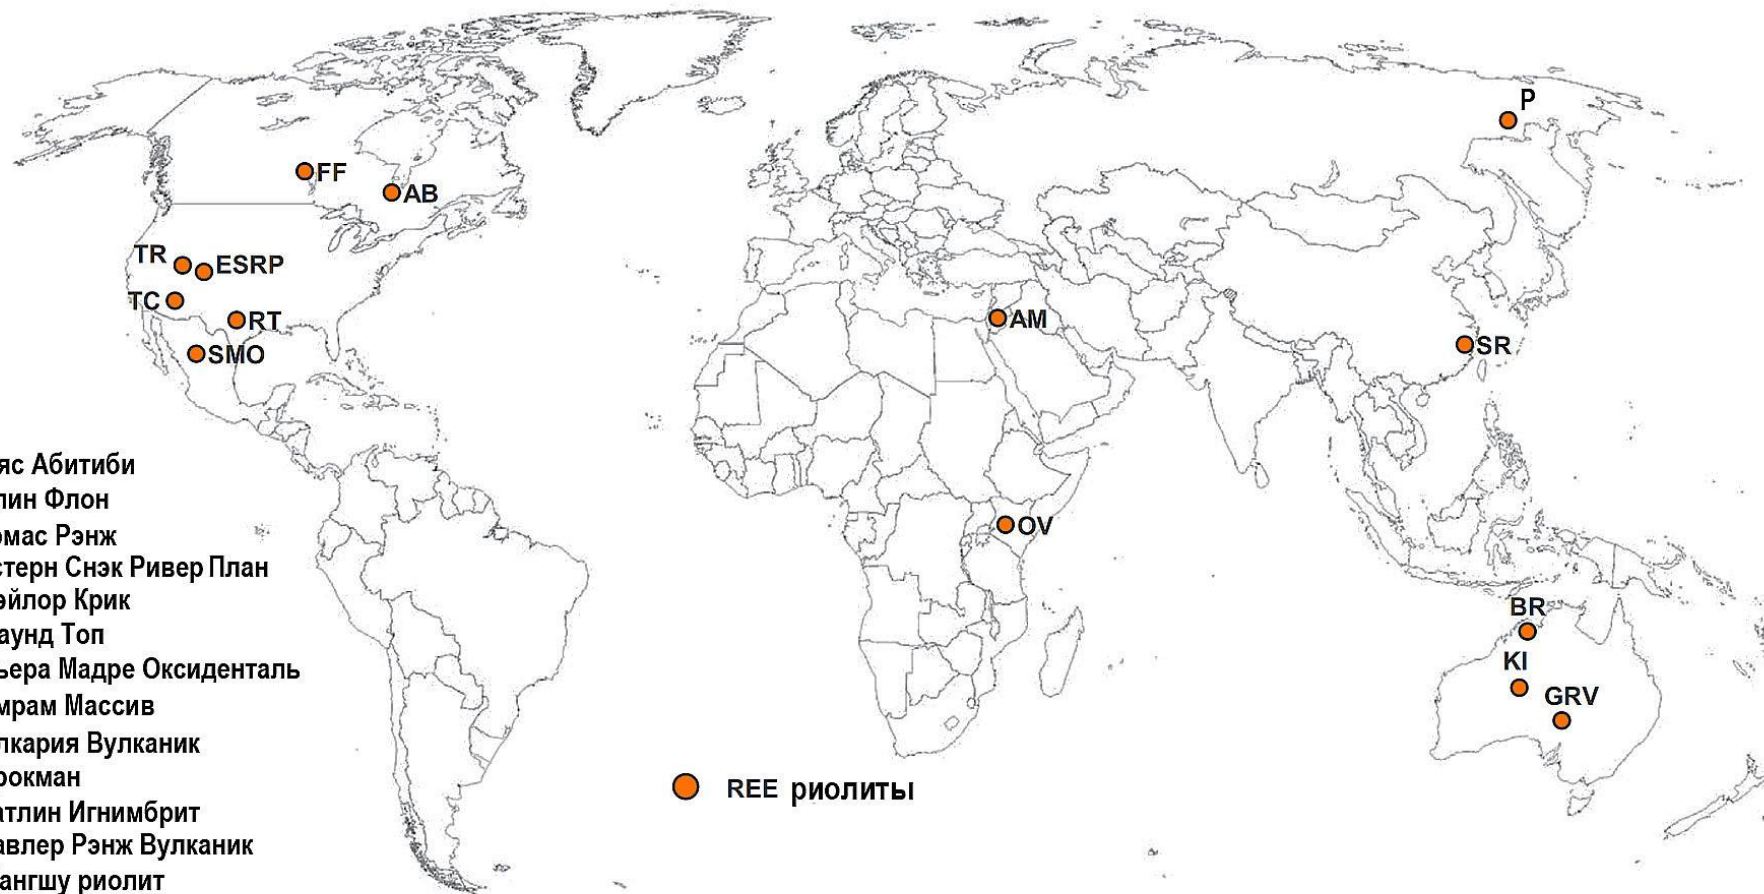 P
FF
AB
TR
ESRP
TC
RT
SMO
AM
SR
OV
BR
KI
GRV
яс Абитиби
лин Флон
омас Рэнж
стерн Снэк Ривер План
эйлор Крик
аунд Топ
ьера Мадре Оксиденталь
мрам Массив
лкария Вулканик
рокман
атлин Игнимбрит
авлер Рэнж Вулканик
ангшу риолит
REE риолиты